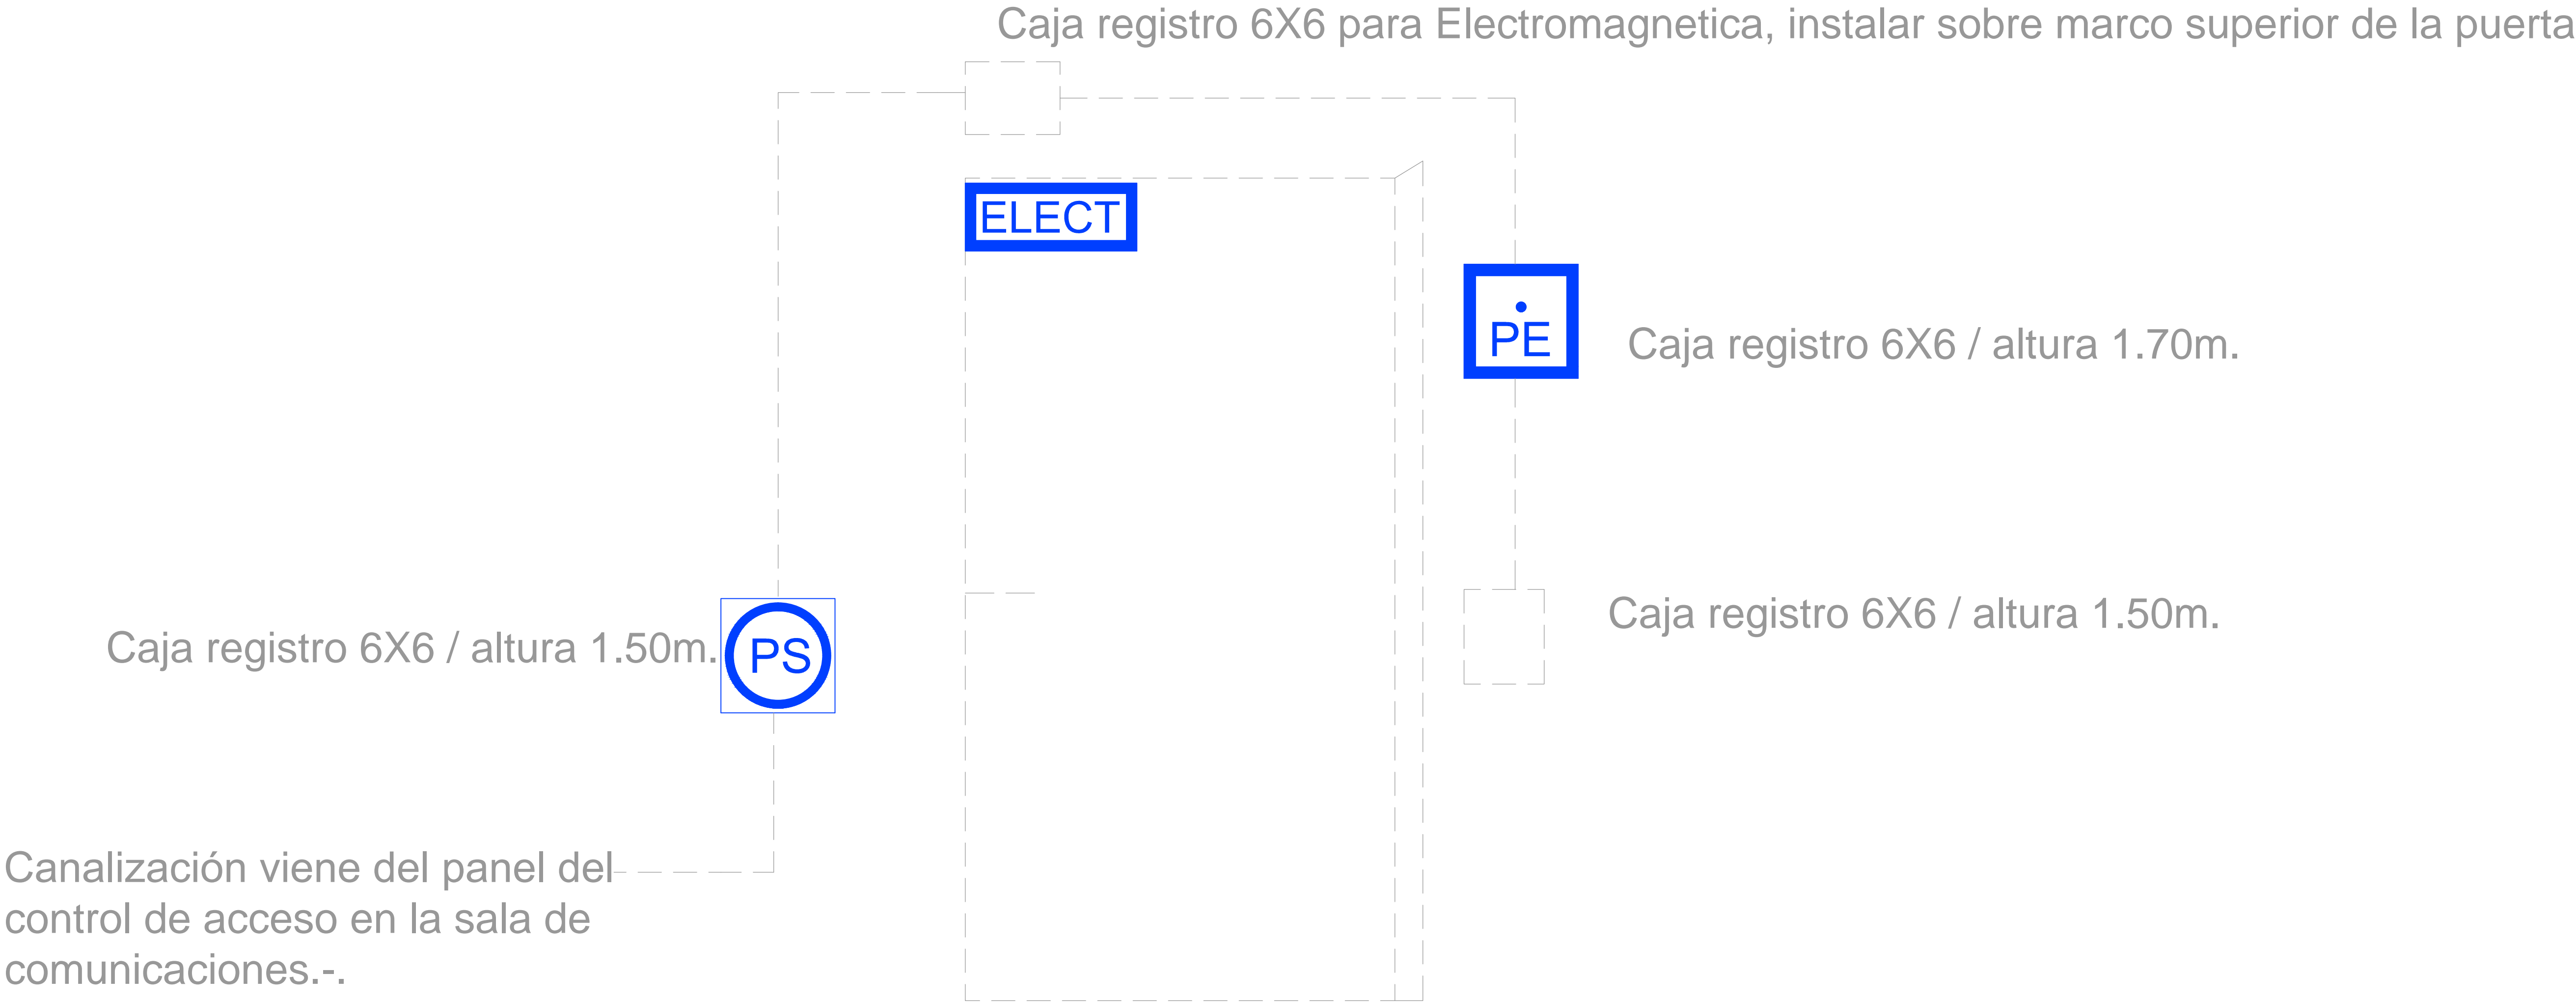 Caja registro 6X6 para Electromagnetica, instalar sobre marco superior de la puerta
ELECT
PE
Caja registro 6X6 / altura 1.70m.
Caja registro 6X6 / altura 1.50m.
Caja registro 6X6 / altura 1.50m.
PS
Canalización viene del panel del
control de acceso en la sala de
comunicaciones.-.